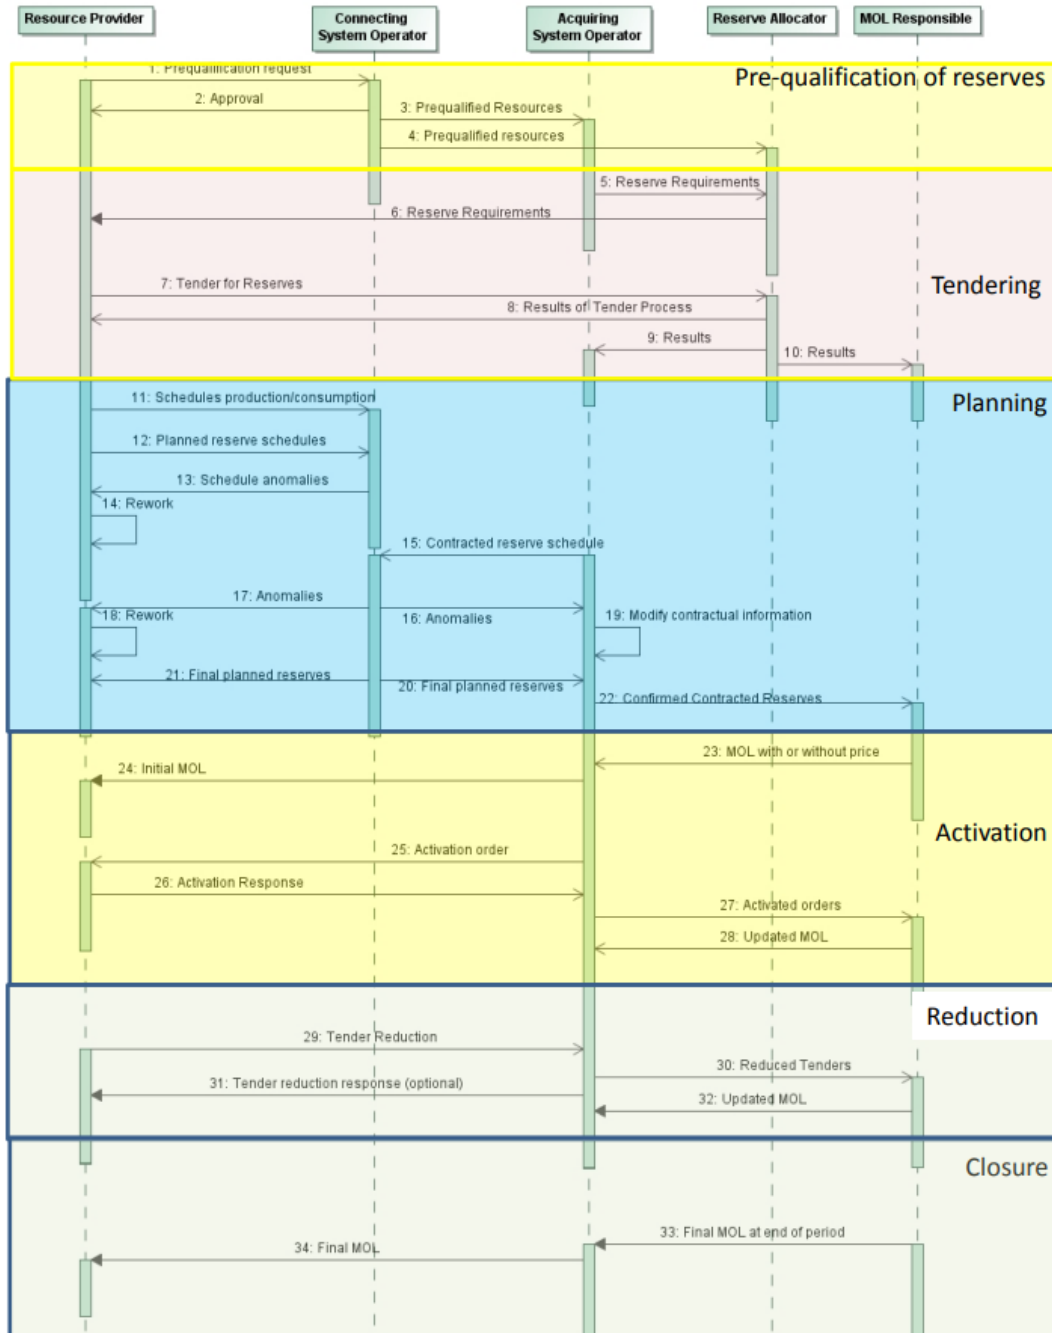 Resource Provider
Connecting
System Operator
Acquiring
System Operator
Reserve Allocator
MOL Responsible
1: Prequalification request
Pre-qualification of reserves
2: Approval
3: Prequalified Resources
4: Prequalified resources
5: Reserve Requirements
6: Reserve Requirements
7: Tender for Reserves
Tendering
8: Results of Tender Process
9: Results
10: Results
11: Schedules production/consumption
Planning
12: Planned reserve schedules
13: Schedule anomalies
14: Rework
15: Contracted reserve schedule
17: Anomalies
16: Anomalies
18: Rework
19: Modify contractual information
21: Final planned reserves
20: Final planned reserves
22: Confirmed Contracted Reserves
23: MOL with or without price
24: Initial MOL
Activation
25: Activation order
26: Activation Response
27: Activated orders
28: Updated MOL
Reduction
29: Tender Reduction
30: Reduced Tenders
31: Tender reduction response (optional)
32: Updated MOL
Closure
33: Final MOL at end of period
34: Final MOL